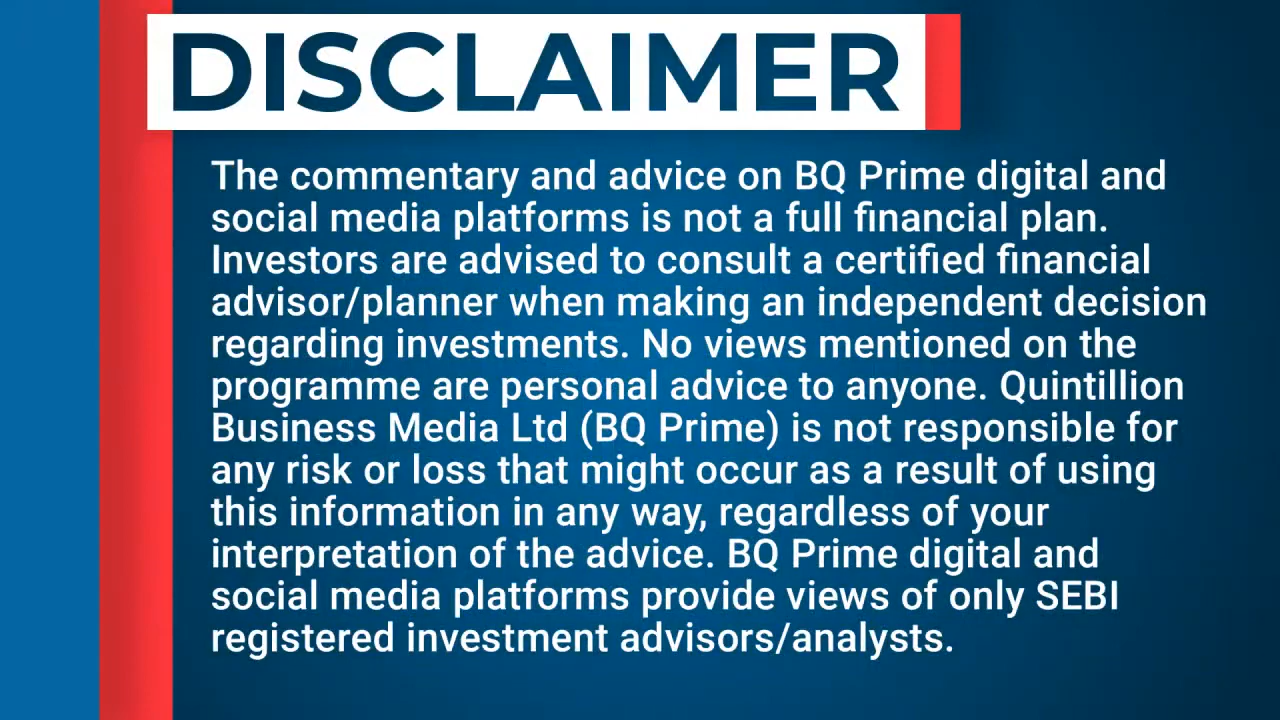 DISCLAIMER
The commentary and advice on BQ Prime digital and
social media platforms is not a full financial plan.
Investors are advised to consult a certified financial
advisor/planner when making an independent decision
regarding investments. No views mentioned on the
programme are personal advice to anyone. Quintillion
Business Media Ltd (BQ Prime) is not responsible for
any risk or loss that might occur as a result of using
this information in any way, regardless of your
interpretation of the advice. BQ Prime digital and
social media platforms provide views of only SEBI
registered investment advisors/analysts.